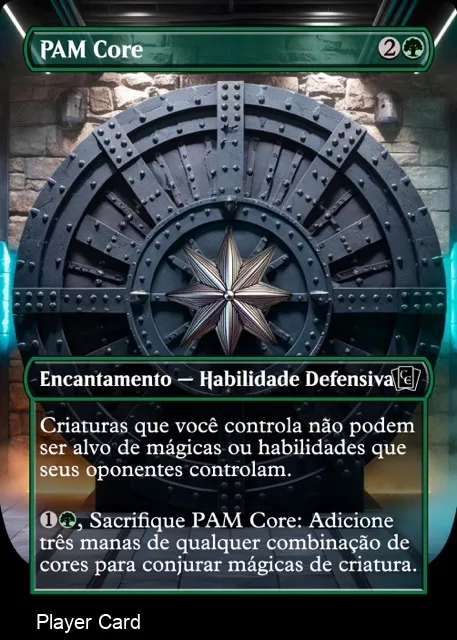 PAM Core 2
Encantamento — Habilidade Defensiva
Criaturas que você controla não podem
ser alvo de mágicas ou habilidades que
seus oponentes controlam.
1, Sacrifique PAM Core: Adicione
três manas de qualquer combinação de
cores para conjurar mágicas de criatura.
Player Card